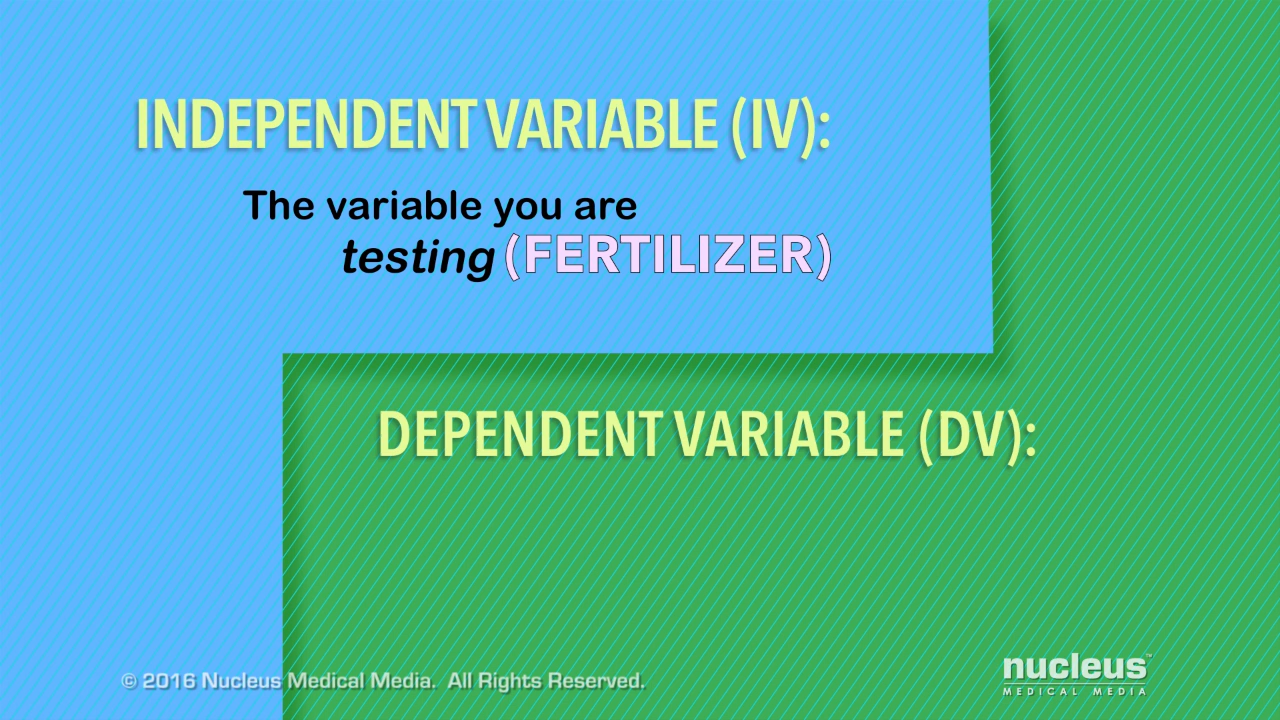 INDEPENDENT VARIABLE (IV):
The variable you are
testing (FERTILIZER)
DEPENDENT VARIABLE (DV):
© 2016 Nucleus Medical Media. All Rights Reserved.
nucleus™
MEDICAL MEDIA